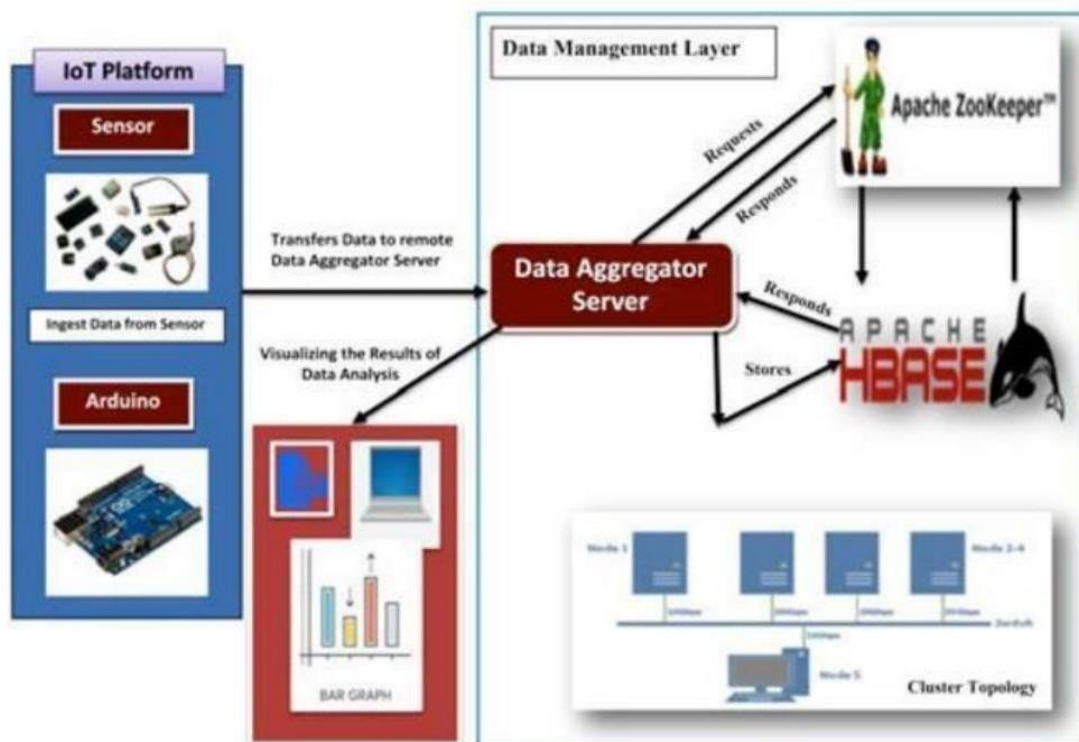 IoT Platform
Sensor
Ingest Data from Sensor
Arduino
Transfers Data to remote
Data Aggregator Server
Visualizing the Results of
Data Analysis
BAR GRAPH
Data Management Layer
Apache ZooKeeper™
Requests
Responds
Data Aggregator
Server
Responds
Stores
APACHE
HBASE
Node 1
Node 2-4
Node 5
Cluster Topology